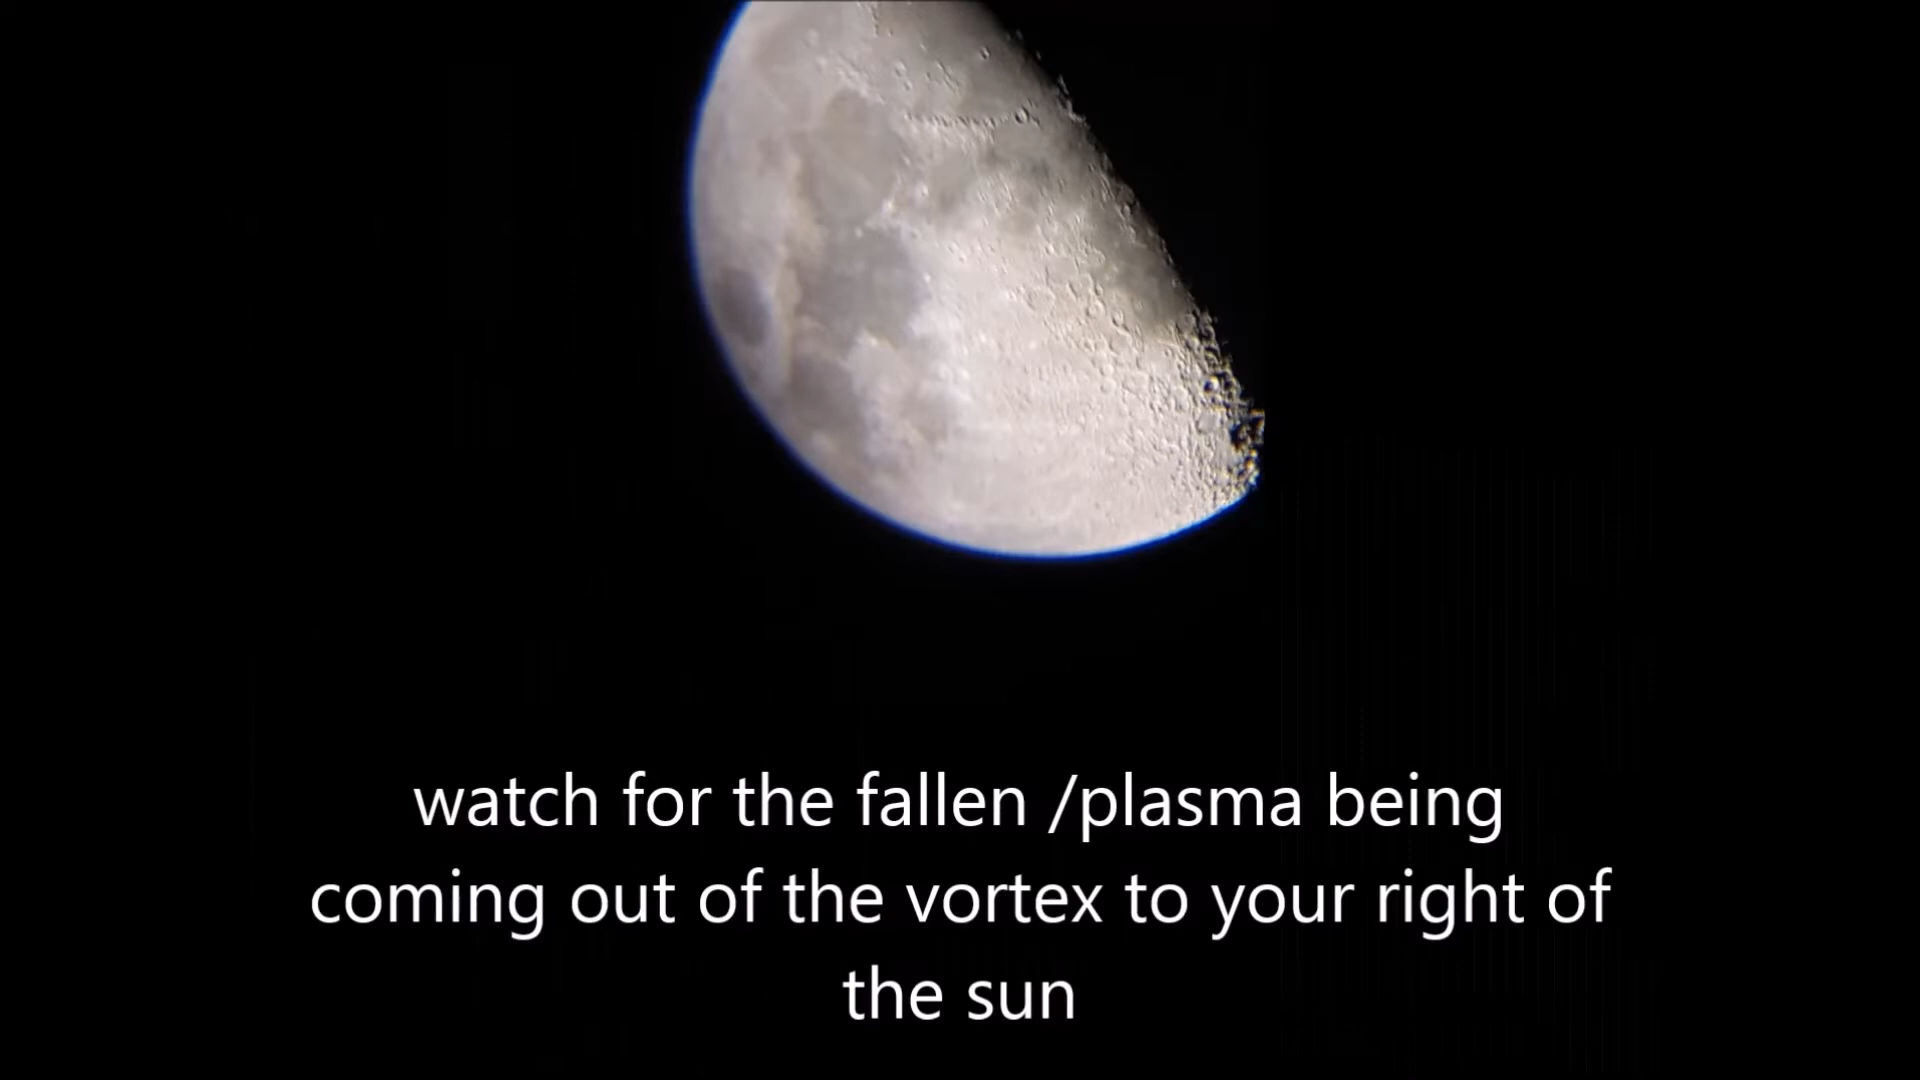 watch for the fallen /plasma being
coming out of the vortex to your right of
the sun